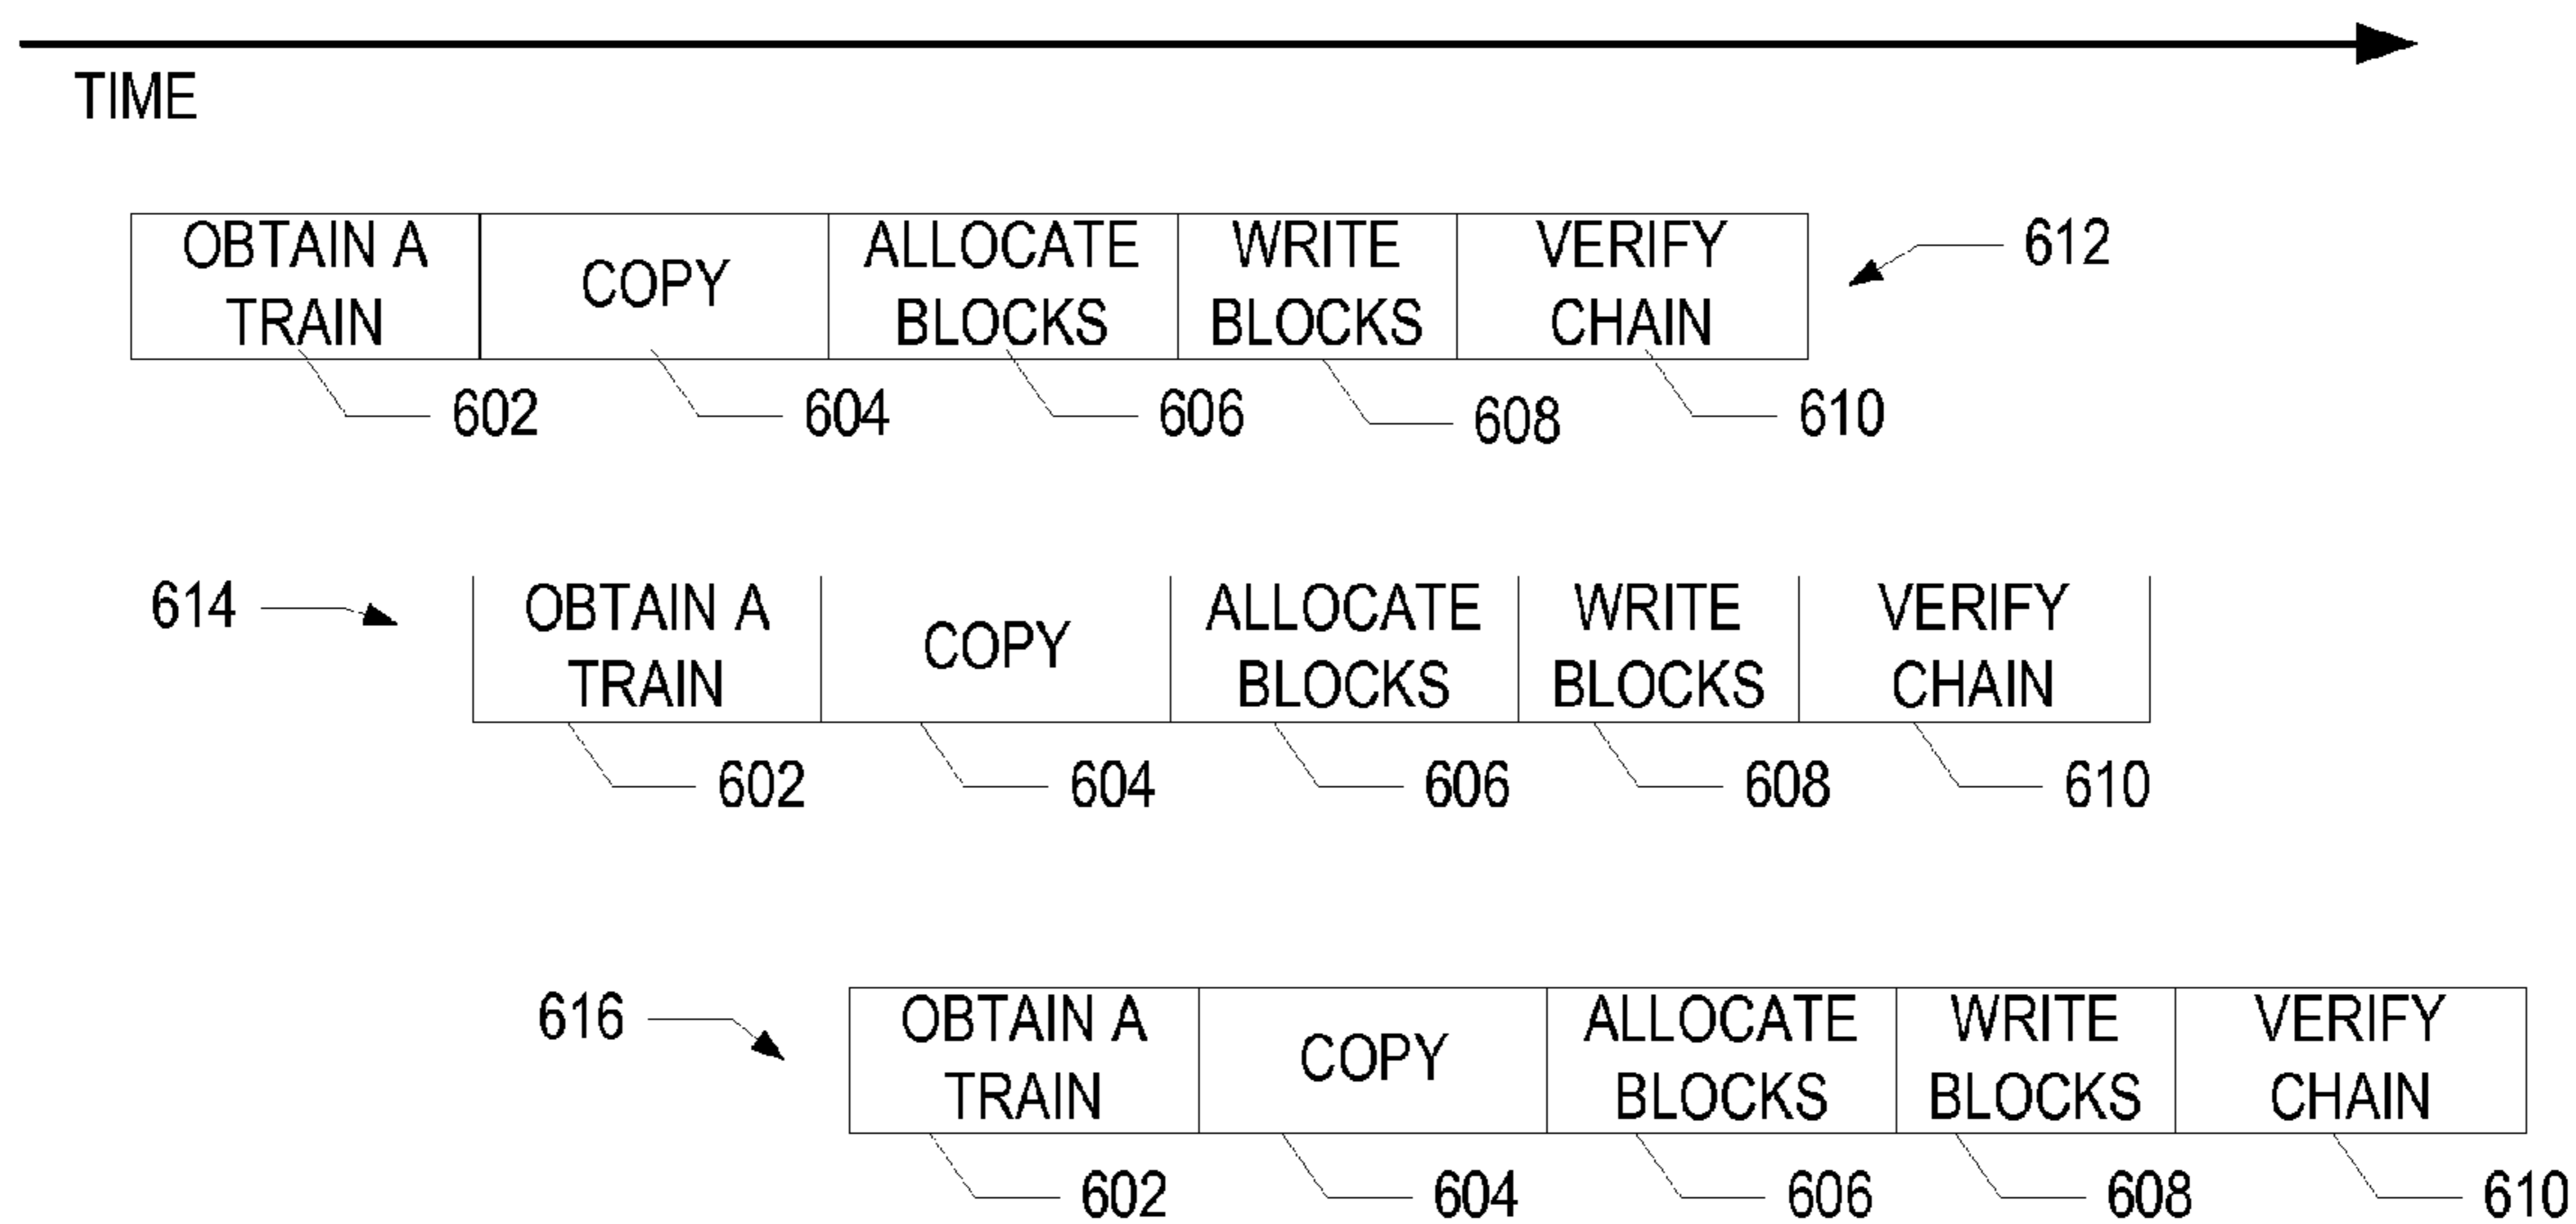 TIME
OBTAIN A
TRAIN
COPY
ALLOCATE
BLOCKS
WRITE
BLOCKS
VERIFY
CHAIN
612
602
604
606
608
610
614
OBTAIN A
TRAIN
COPY
ALLOCATE
BLOCKS
WRITE
BLOCKS
VERIFY
CHAIN
602
604
606
608
610
616
OBTAIN A
TRAIN
COPY
ALLOCATE
BLOCKS
WRITE
BLOCKS
VERIFY
CHAIN
602
604
606
608
610